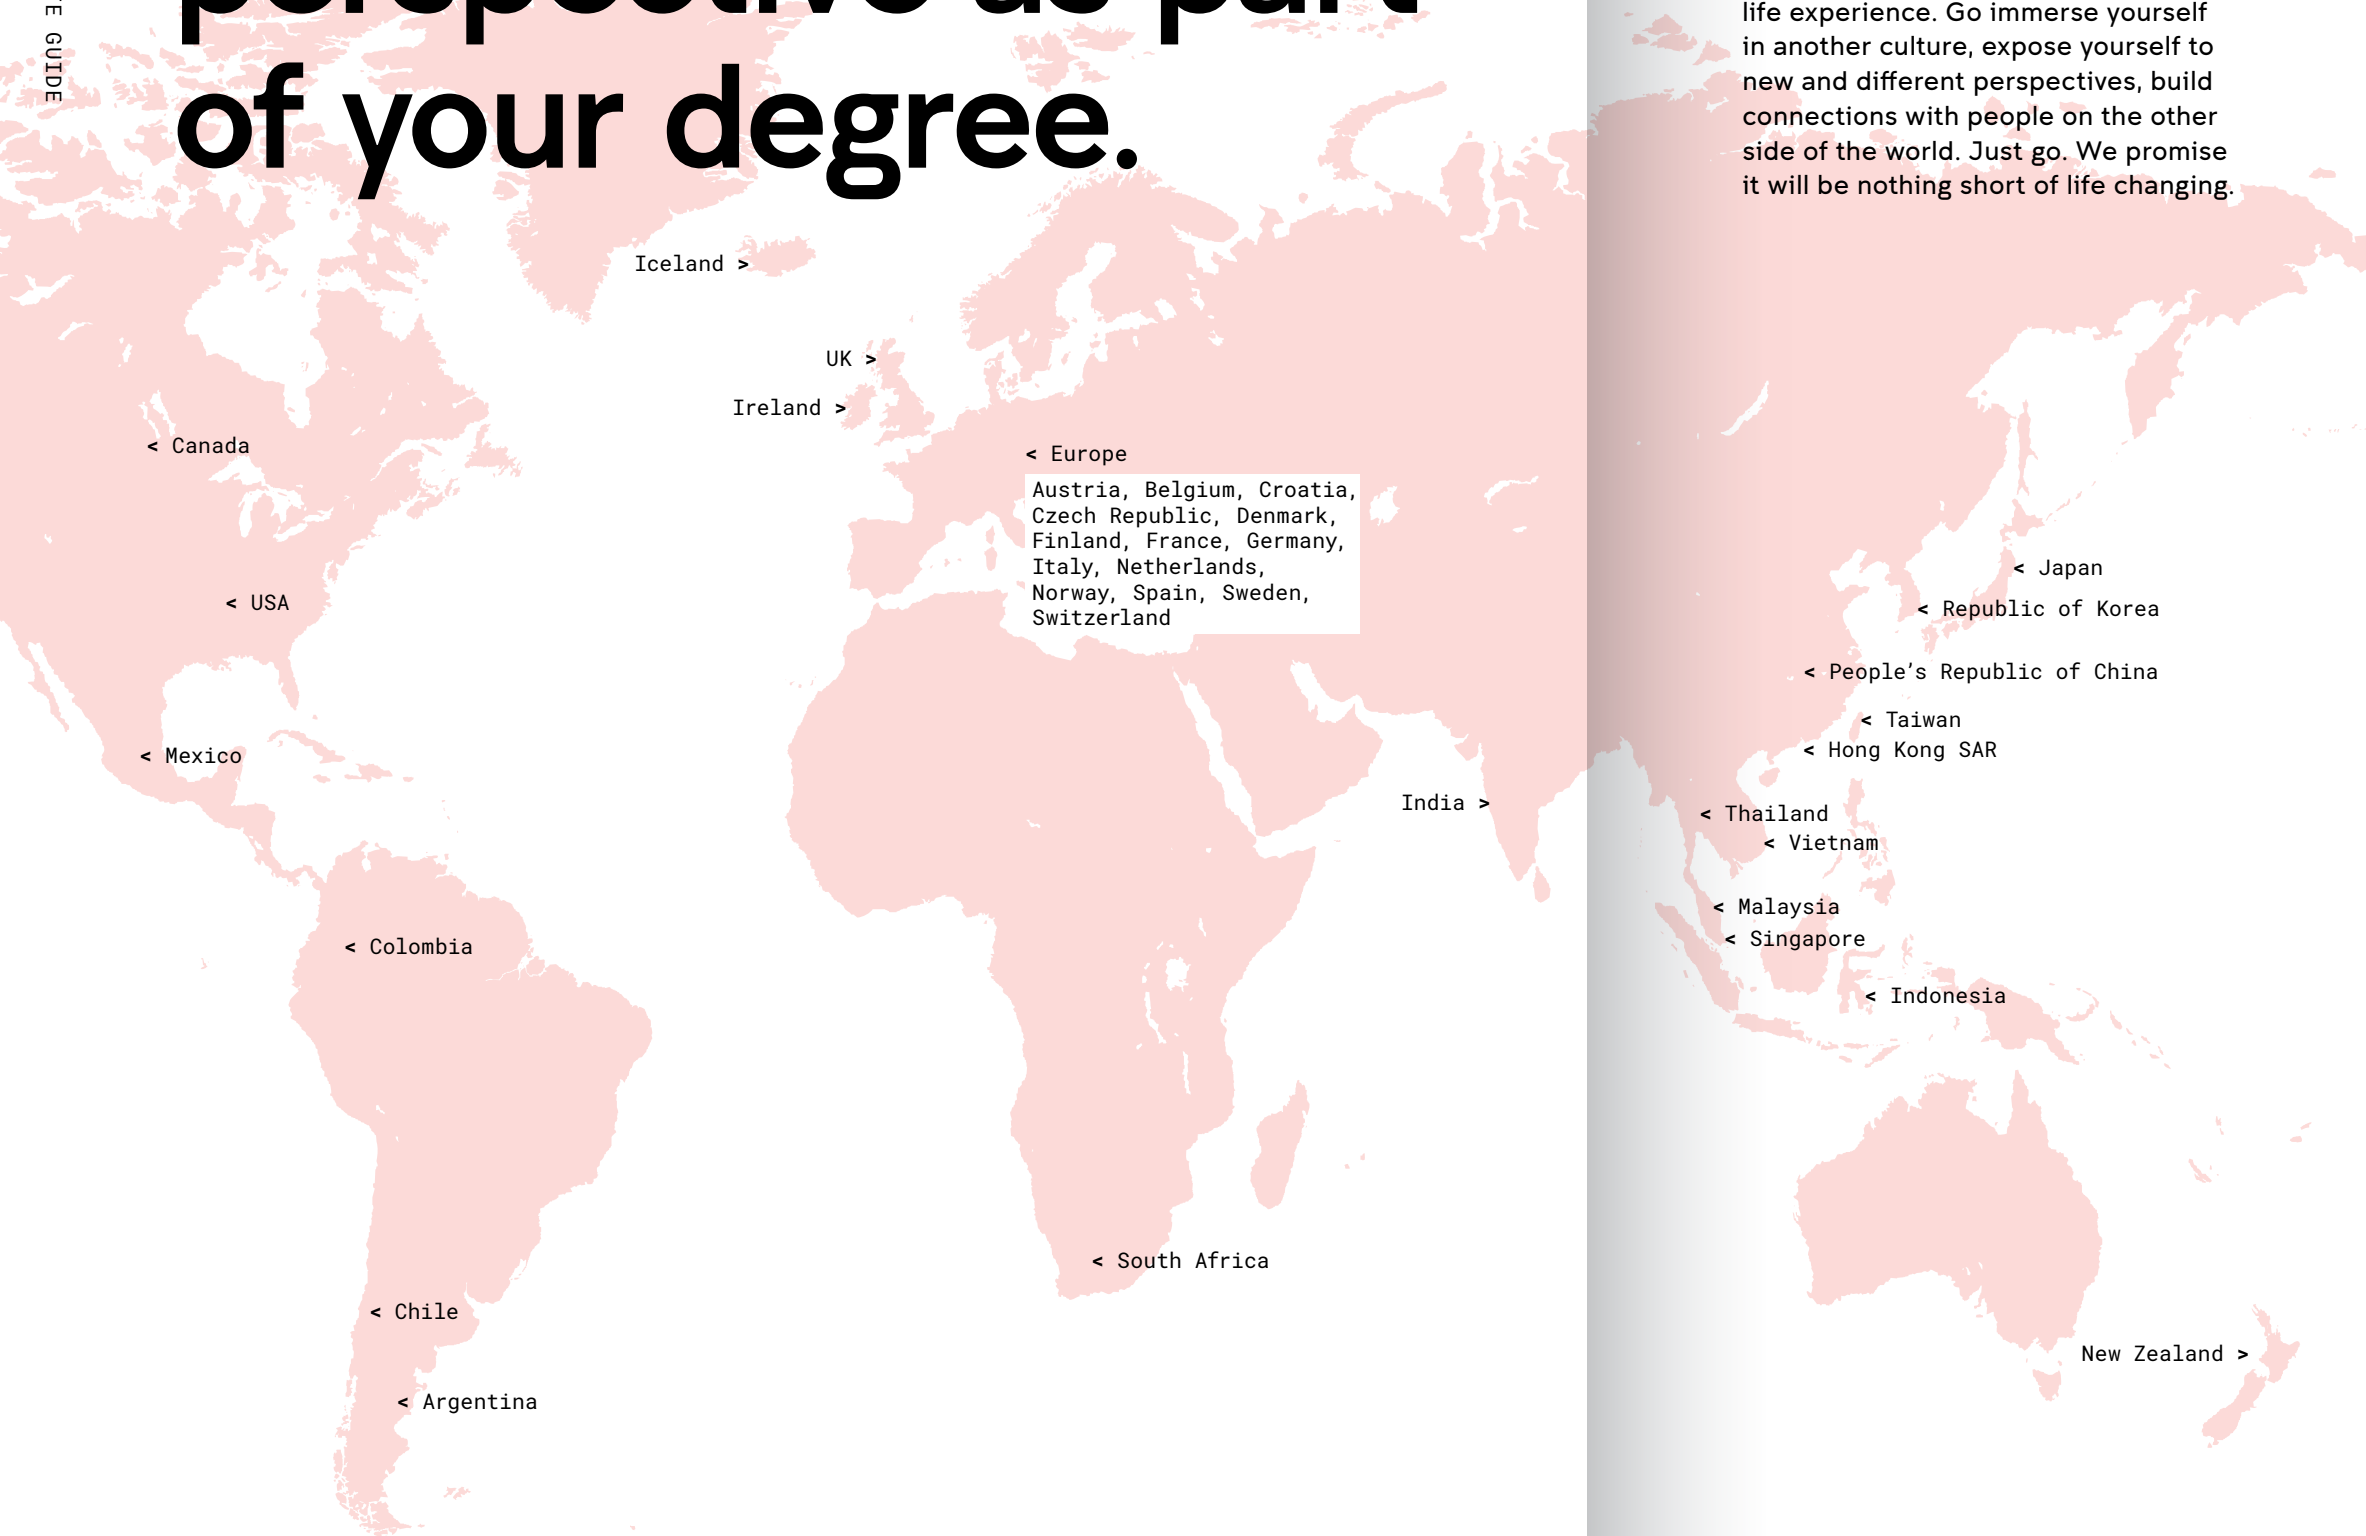 perspective as part
of your degree.
GUIDE
life experience. Go immerse yourself
in another culture, expose yourself to
new and different perspectives, build
connections with people on the other
side of the world. Just go. We promise
it will be nothing short of life changing.
Iceland >
UK >
Ireland >
< Canada
< Europe
Austria, Belgium, Croatia,
Czech Republic, Denmark,
Finland, France, Germany,
Italy, Netherlands,
Norway, Spain, Sweden,
Switzerland
< USA
< Mexico
< Japan
< Republic of Korea
< People’s Republic of China
< Taiwan
< Hong Kong SAR
India >
< Thailand
< Vietnam
< Malaysia
< Singapore
< Colombia
< Indonesia
< South Africa
< Chile
New Zealand >
< Argentina